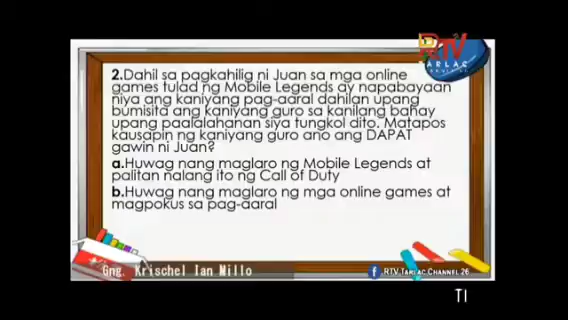 RTV
TARLAC
2.Dahil sa pagkahilig ni Juan sa mga online
games tulad ng Mobile Legends ay napabayaan
niya ang kaniyang pag-aaral dahilan upang
bumisita ang kaniyang guro sa kanilang bahay
upang paalalahanan siya tungkol dito. Matapos
kausapin ng kaniyang guro ano ang DAPAT
gawin ni Juan?
a.Huwag nang maglaro ng Mobile Legends at
palitan nalang ito ng Call of Duty
b.Huwag nang maglaro ng mga online games at
magpokus sa pag-aaral
Gng. Krischel Ian Millo
f RTV Tarlac Channel 26
TI